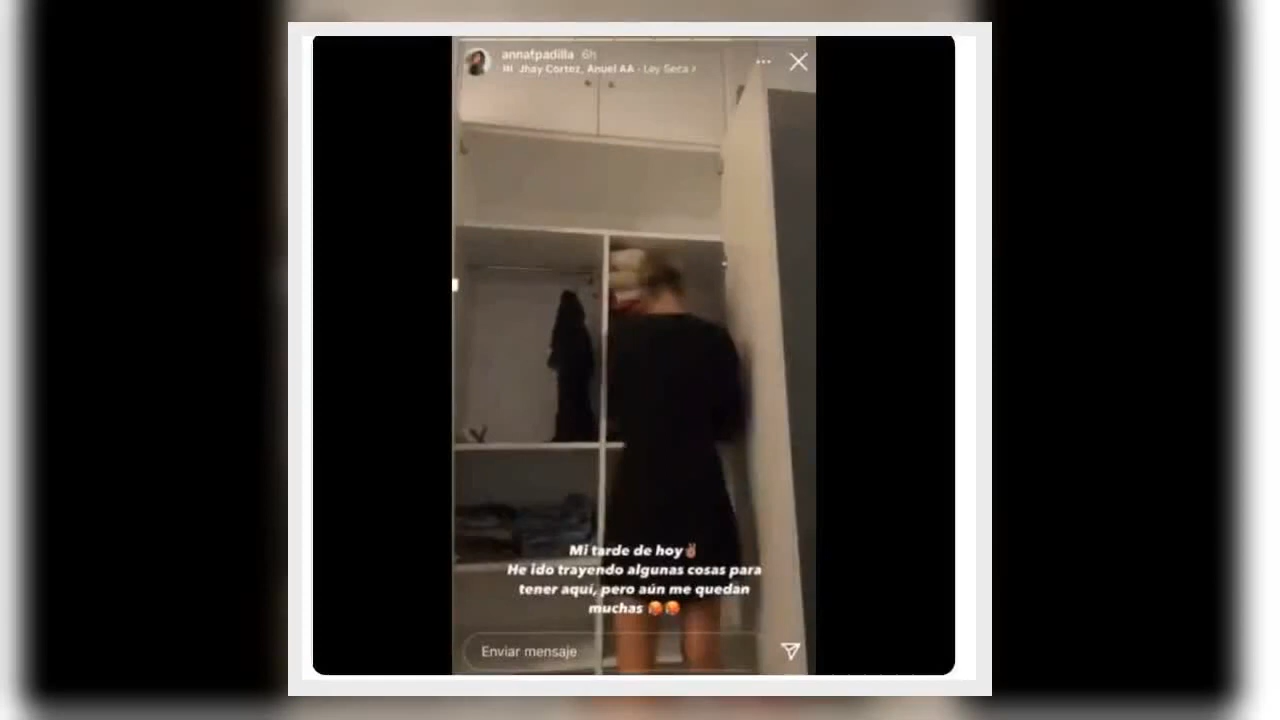 annafpadilla 6h
Jhay Cortez, Anuel AA · Ley Seca ›
Mi tarde de hoy✌🏽
He ido trayendo algunas cosas para
tener aquí, pero aún me quedan
muchas 🥵🥵
Enviar mensaje